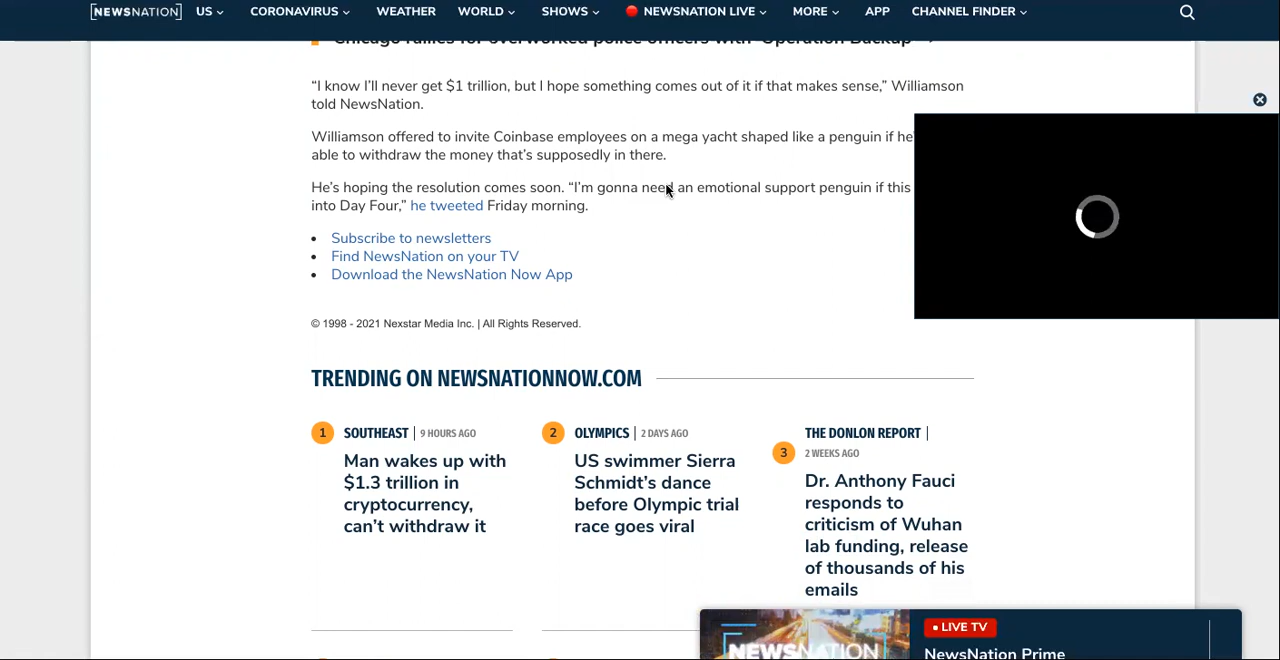 NEWSNATION US CORONAVIRUS WEATHER WORLD SHOWS NEWSNATION LIVE MORE APP CHANNEL FINDER
Chicago rallies for overworked police officers with ‘Operation Backup’
“I know I’ll never get $1 trillion, but I hope something comes out of it if that makes sense,” Williamson
told NewsNation.
Williamson offered to invite Coinbase employees on a mega yacht shaped like a penguin if he’
able to withdraw the money that’s supposedly in there.
He’s hoping the resolution comes soon. “I’m gonna need an emotional support penguin if this
into Day Four,” he tweeted Friday morning.
• Subscribe to newsletters
• Find NewsNation on your TV
• Download the NewsNation Now App
© 1998 - 2021 Nexstar Media Inc. | All Rights Reserved.
TRENDING ON NEWSNATIONNOW.COM
1 SOUTHEAST | 9 HOURS AGO
Man wakes up with
$1.3 trillion in
cryptocurrency,
can’t withdraw it
2 OLYMPICS | 2 DAYS AGO
US swimmer Sierra
Schmidt’s dance
before Olympic trial
race goes viral
3 THE DONLON REPORT |
2 WEEKS AGO
Dr. Anthony Fauci
responds to
criticism of Wuhan
lab funding, release
of thousands of his
emails
NEWSNATION
• LIVE TV
NewsNation Prime